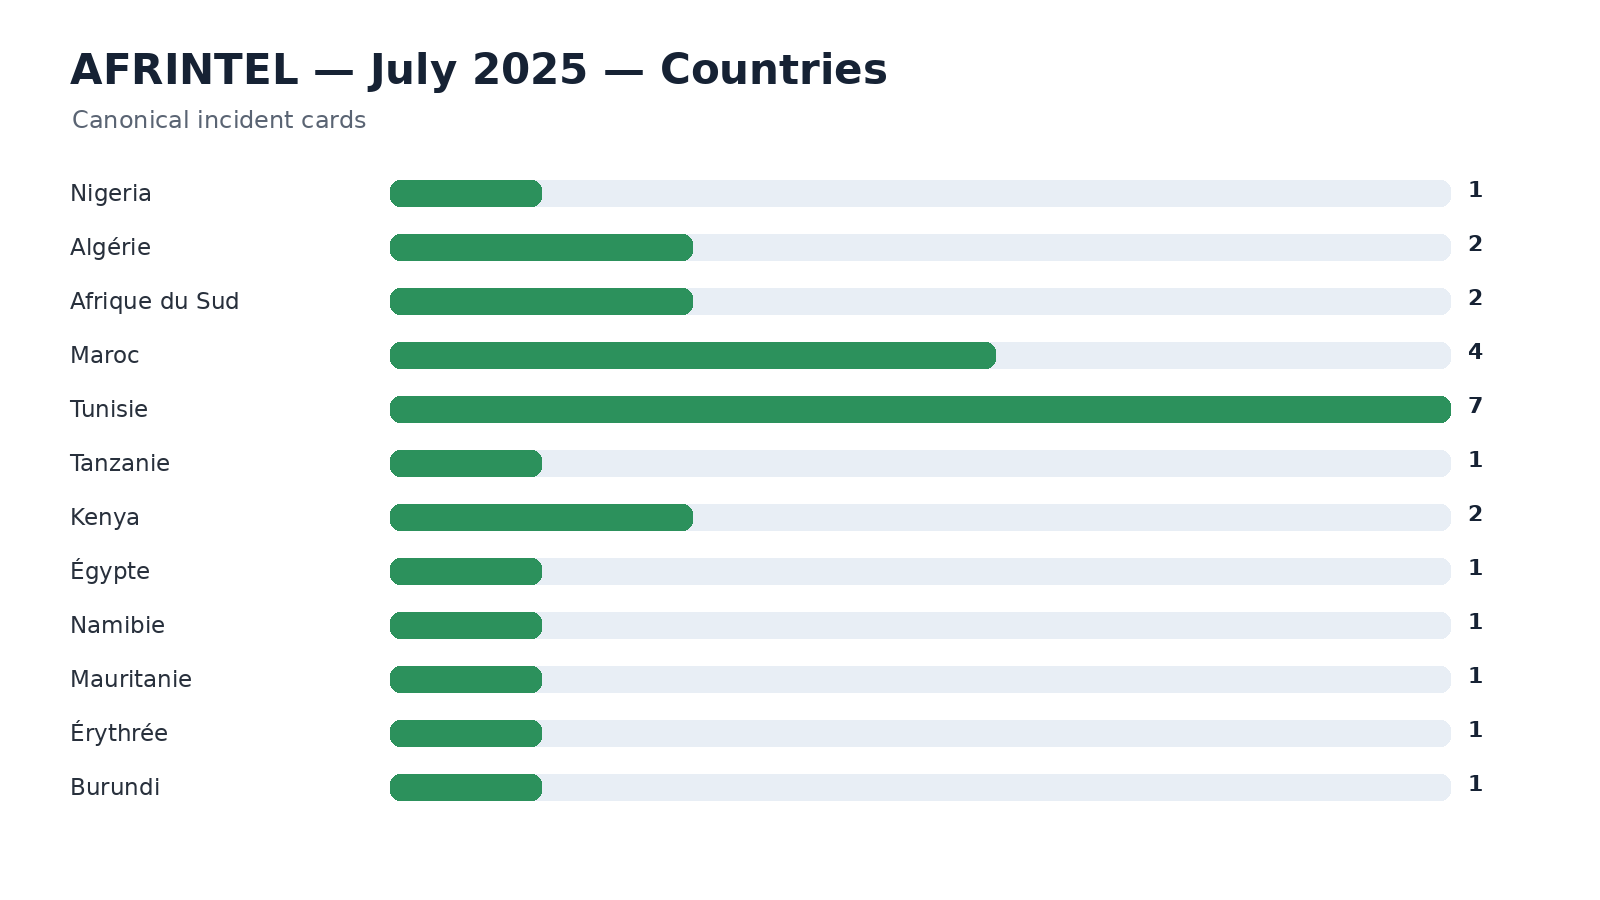 AFRINTEL — July 2025 — Countries
Canonical incident cards
Nigeria 1
Algérie 2
Afrique du Sud 2
Maroc 4
Tunisie 7
Tanzanie 1
Kenya 2
Égypte 1
Namibie 1
Mauritanie 1
Érythrée 1
Burundi 1